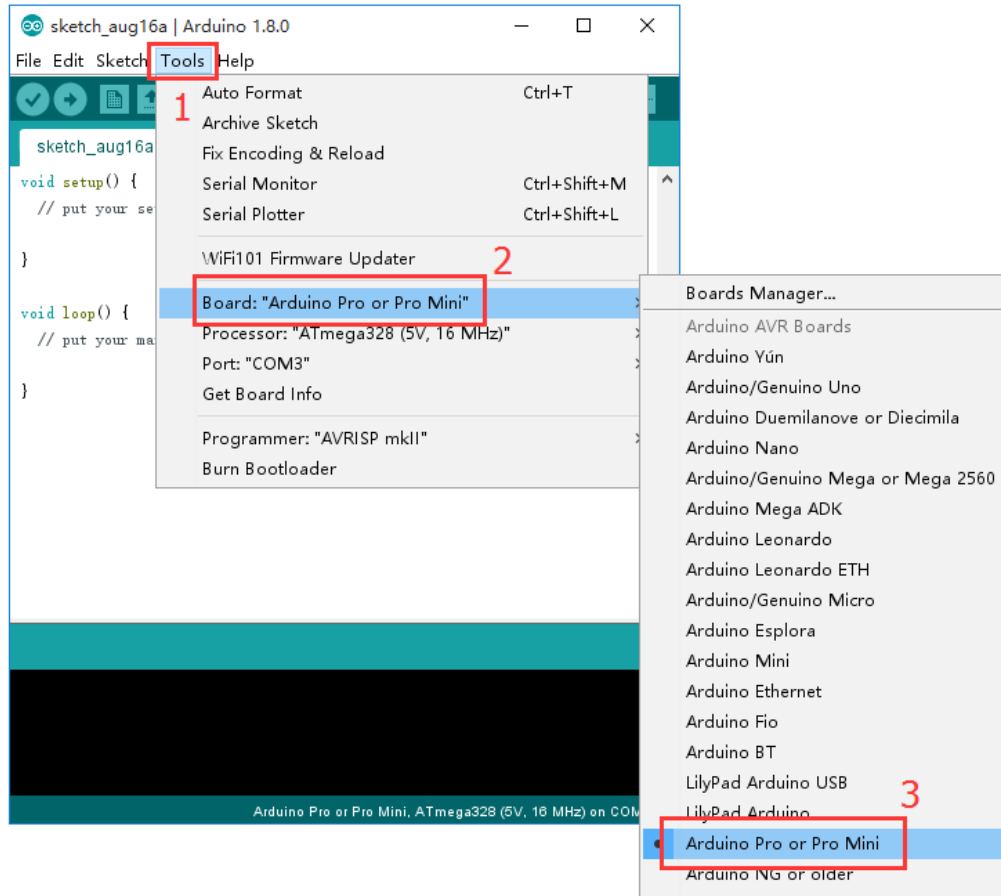 sketch_aug16a | Arduino 1.8.0
File Edit Sketch Tools Help
1
sketch_aug16a
void setup() {
// put your se
}
void loop() {
// put your ma
}
Auto Format Ctrl+T
Archive Sketch
Fix Encoding & Reload
Serial Monitor Ctrl+Shift+M
Serial Plotter Ctrl+Shift+L
WiFi101 Firmware Updater
2
Board: "Arduino Pro or Pro Mini"
Processor: "ATmega328 (5V, 16 MHz)"
Port: "COM3"
Get Board Info
Programmer: "AVRISP mkII"
Burn Bootloader
Boards Manager...
Arduino AVR Boards
Arduino Yún
Arduino/Genuino Uno
Arduino Duemilanove or Diecimila
Arduino Nano
Arduino/Genuino Mega or Mega 2560
Arduino Mega ADK
Arduino Leonardo
Arduino Leonardo ETH
Arduino/Genuino Micro
Arduino Esplora
Arduino Mini
Arduino Ethernet
Arduino Fio
Arduino BT
LilyPad Arduino USB
LilyPad Arduino
3
Arduino Pro or Pro Mini
Arduino NG or older
Arduino Pro or Pro Mini, ATmega328 (5V, 16 MHz) on COM